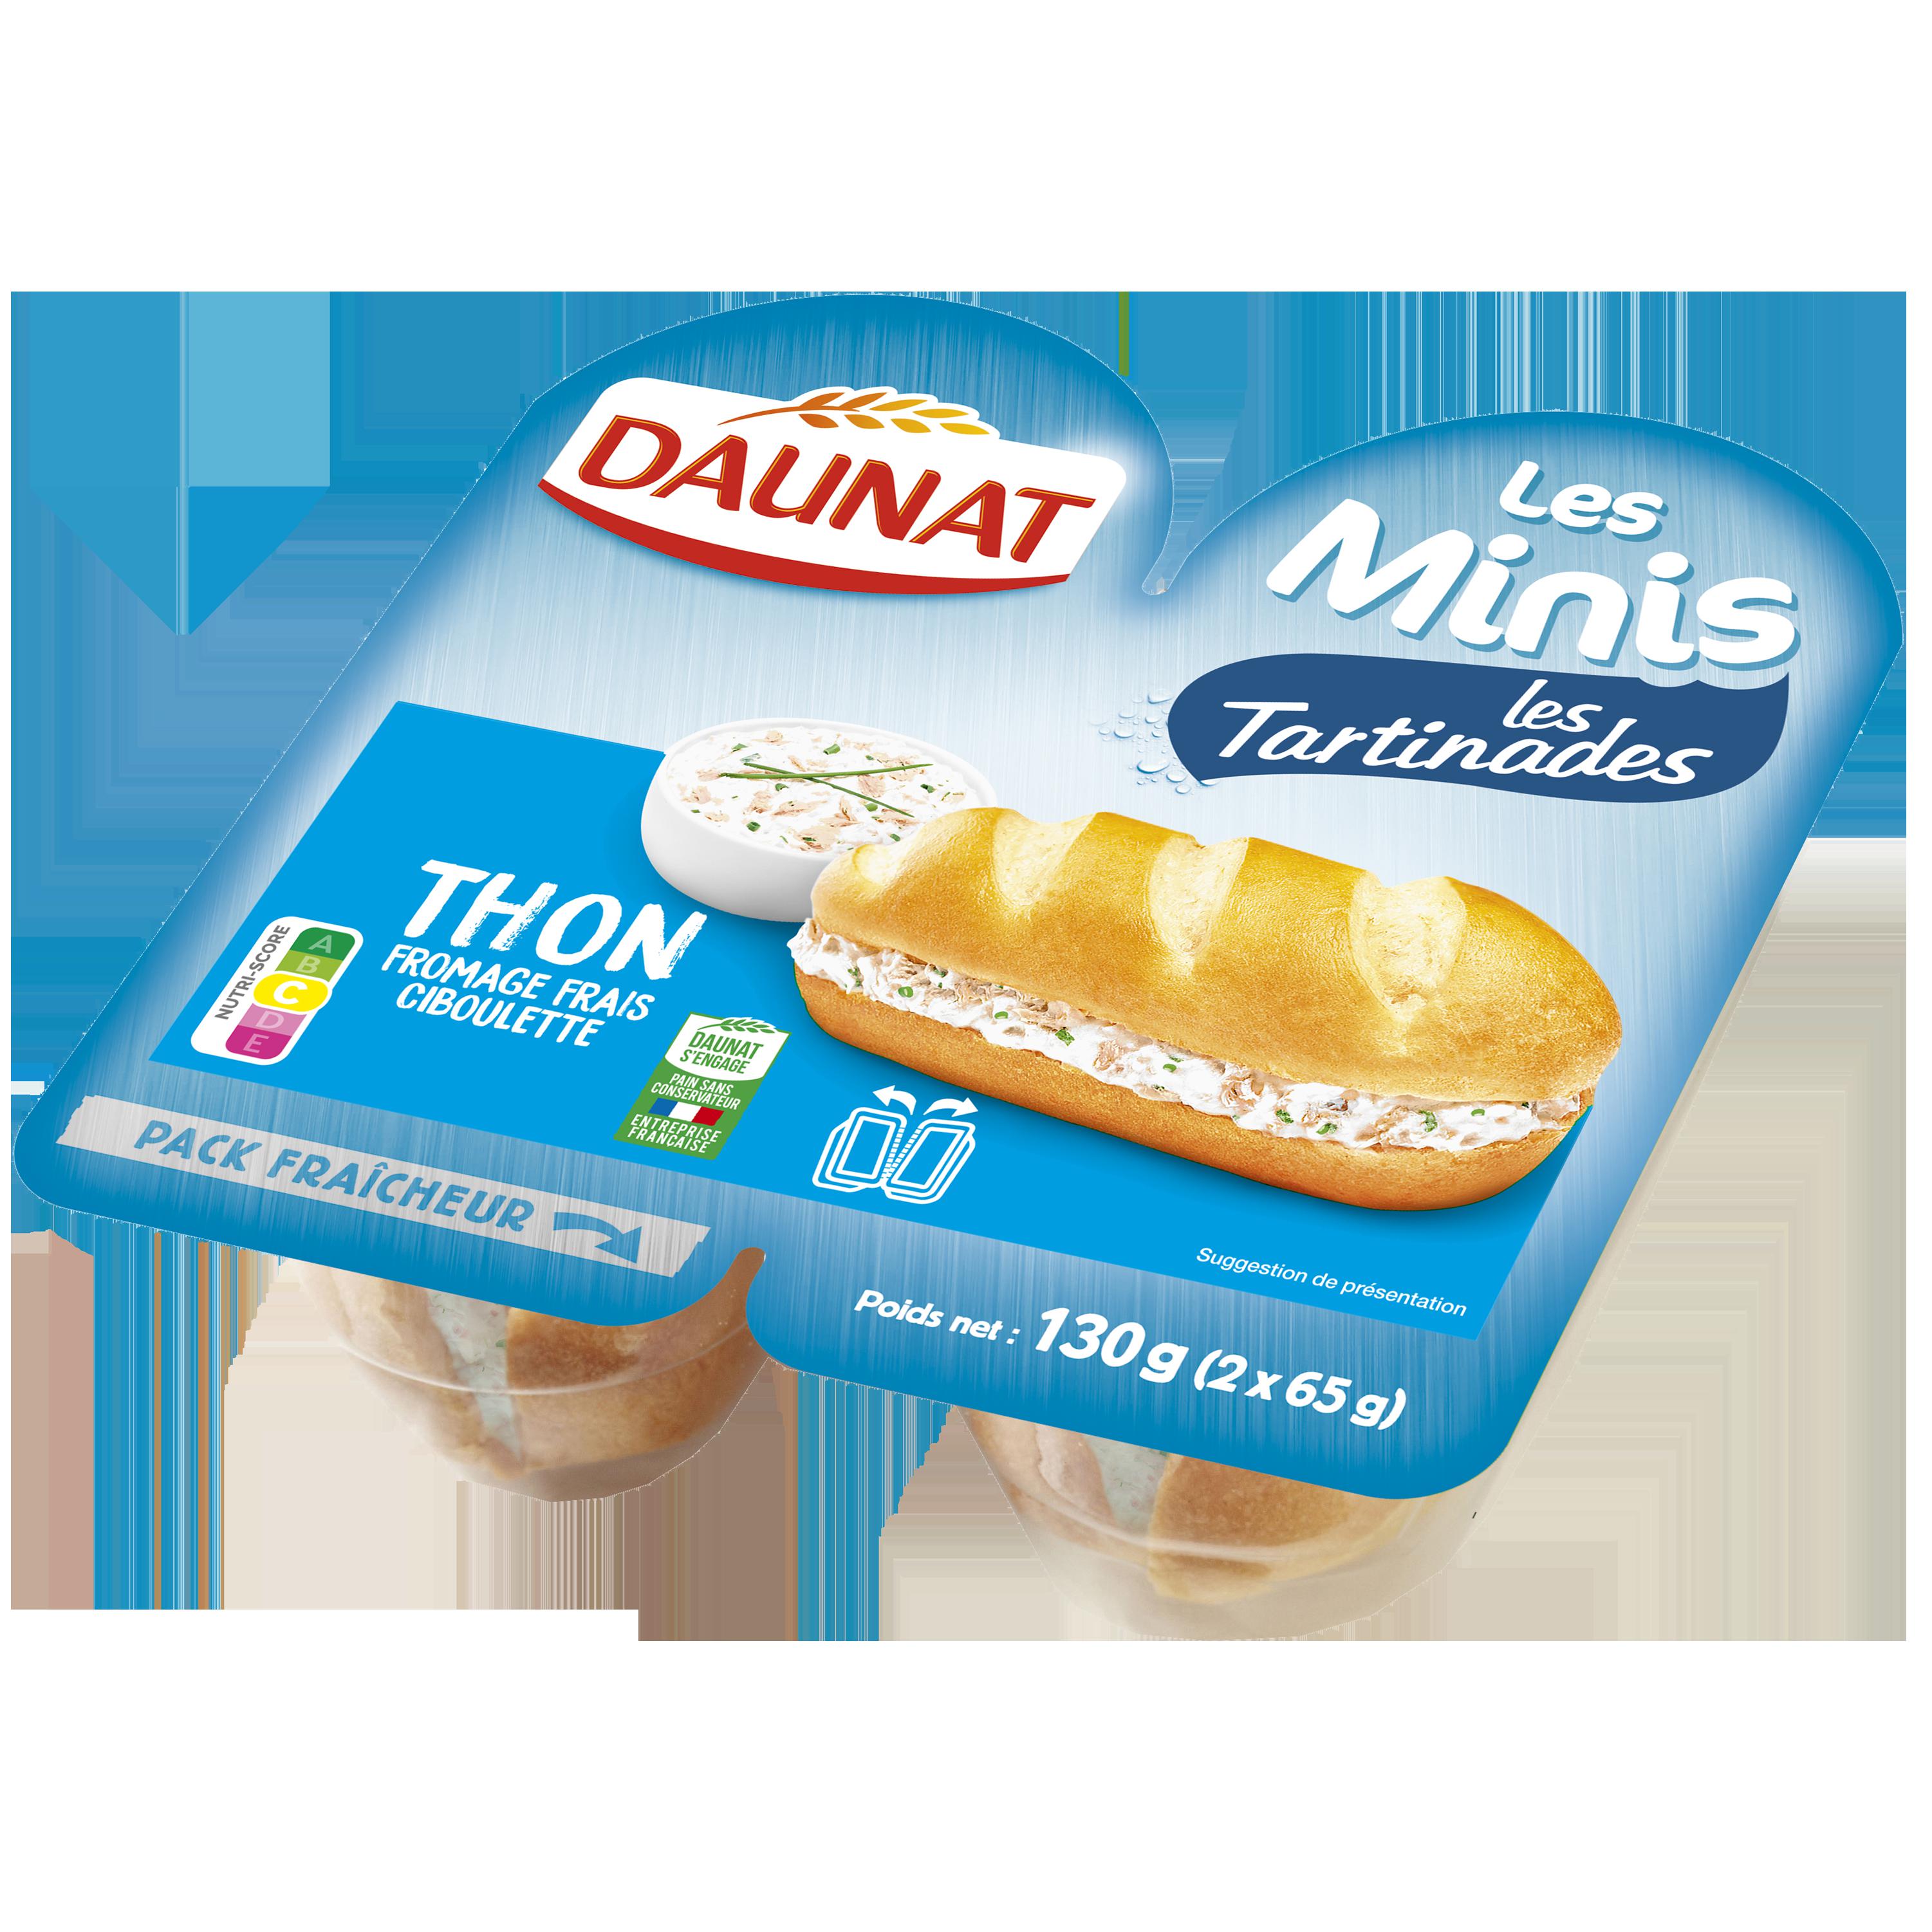 DAUNAT
Les
Minis
les
Tartinades
THON
FROMAGE FRAIS
CIBOULETTE
NUTRI-SCORE
A
B
C
D
E
DAUNAT
S'ENGAGE
PAIN SANS
CONSERVATEUR
ENTREPRISE
FRANÇAISE
PACK FRAÎCHEUR
Suggestion de présentation
Poids net : 130 g (2 x 65 g)